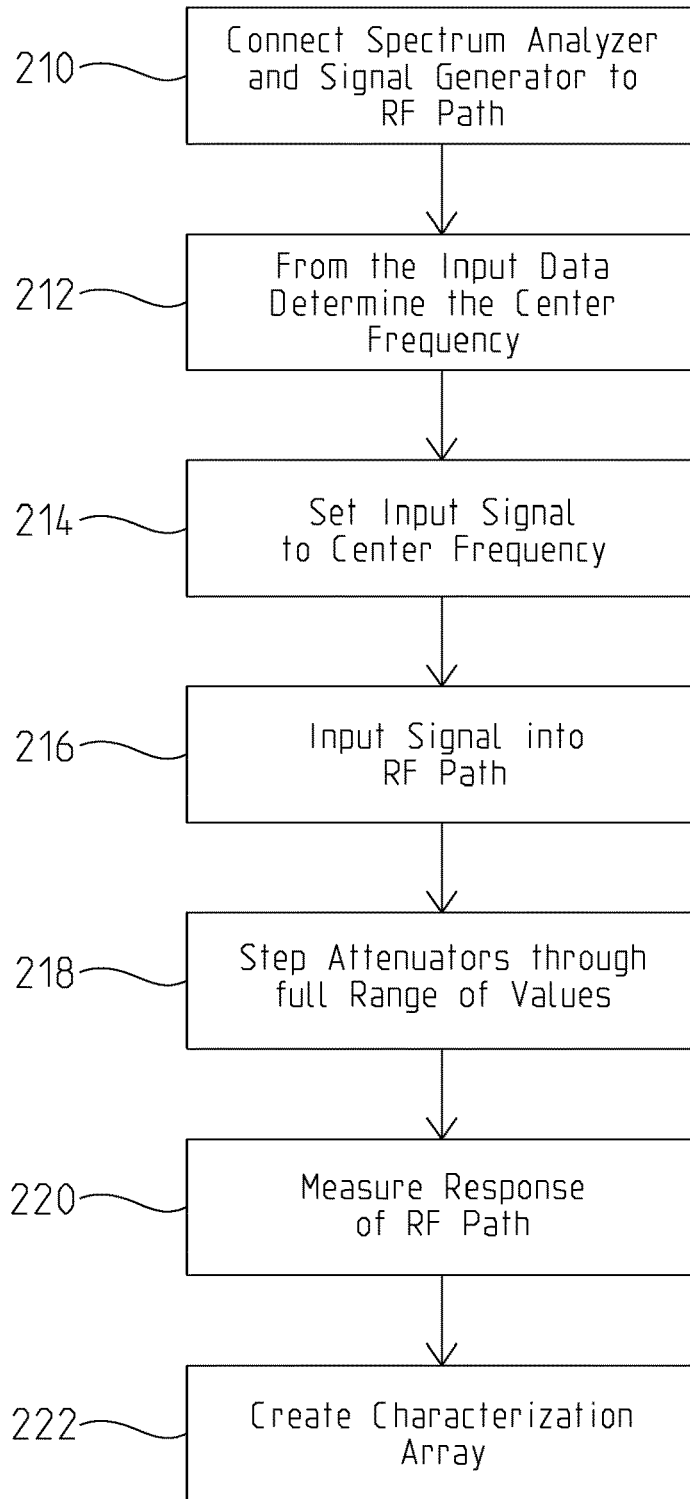 210
Connect Spectrum Analyzer
and Signal Generator to
RF Path
212
From the Input Data
Determine the Center
Frequency
214
Set Input Signal
to Center Frequency
216
Input Signal into
RF Path
218
Step Attenuators through
full Range of Values
220
Measure Response
of RF Path
222
Create Characterization
Array